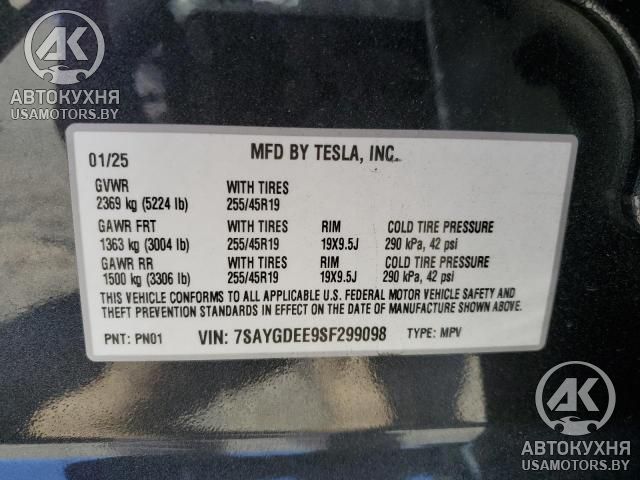 AK
АВТОКУХНЯ
USAMOTORS.BY
01/25 MFD BY TESLA, INC.
GVWR WITH TIRES
2369 kg (5224 lb) 255/45R19
GAWR FRT WITH TIRES RIM COLD TIRE PRESSURE
1363 kg (3004 lb) 255/45R19 19X9.5J 290 kPa, 42 psi
GAWR RR WITH TIRES RIM COLD TIRE PRESSURE
1500 kg (3306 lb) 255/45R19 19X9.5J 290 kPa, 42 psi
THIS VEHICLE CONFORMS TO ALL APPLICABLE U.S. FEDERAL MOTOR VEHICLE SAFETY AND
THEFT PREVENTION STANDARDS IN EFFECT ON THE DATE OF MANUFACTURE SHOWN ABOVE.
PNT: PN01 VIN: 7SAYGDEE9SF299098 TYPE: MPV
AK
АВТОКУХНЯ
USAMOTORS.BY